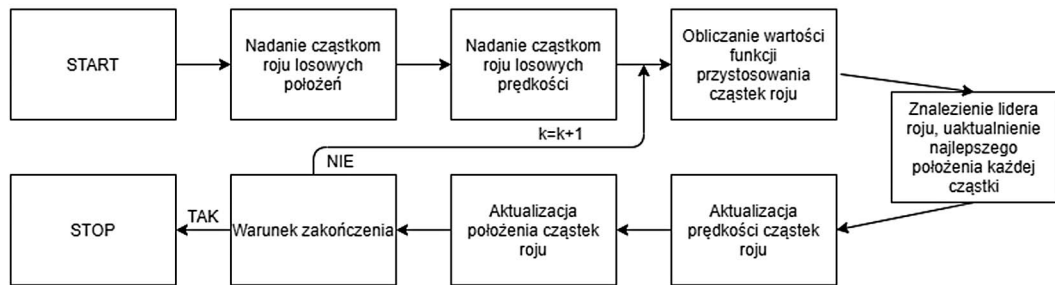 START
Nadanie cząstkom
roju losowych
położeń
Nadanie cząstkom
roju losowych
prędkości
Obliczanie wartości
funkcji
przystosowania
cząstek roju
Znalezienie lidera
roju, uaktualnienie
najlepszego
położenia każdej
cząstki
Aktualizacja
prędkości cząstek
roju
Aktualizacja
położenia cząstek
roju
Warunek zakończenia
NIE
k=k+1
TAK
STOP